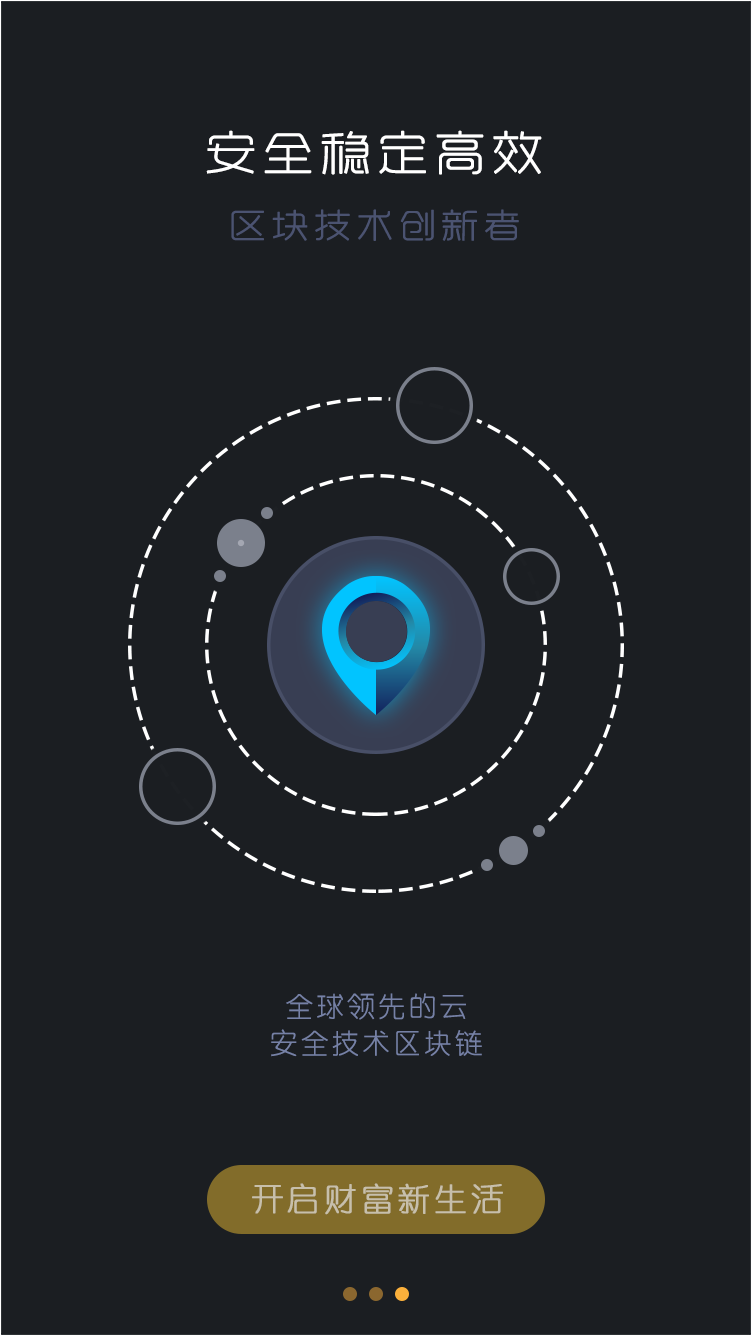 安全稳定高效
区块技术创新者
全球领先的云
安全技术区块链
开启财富新生活